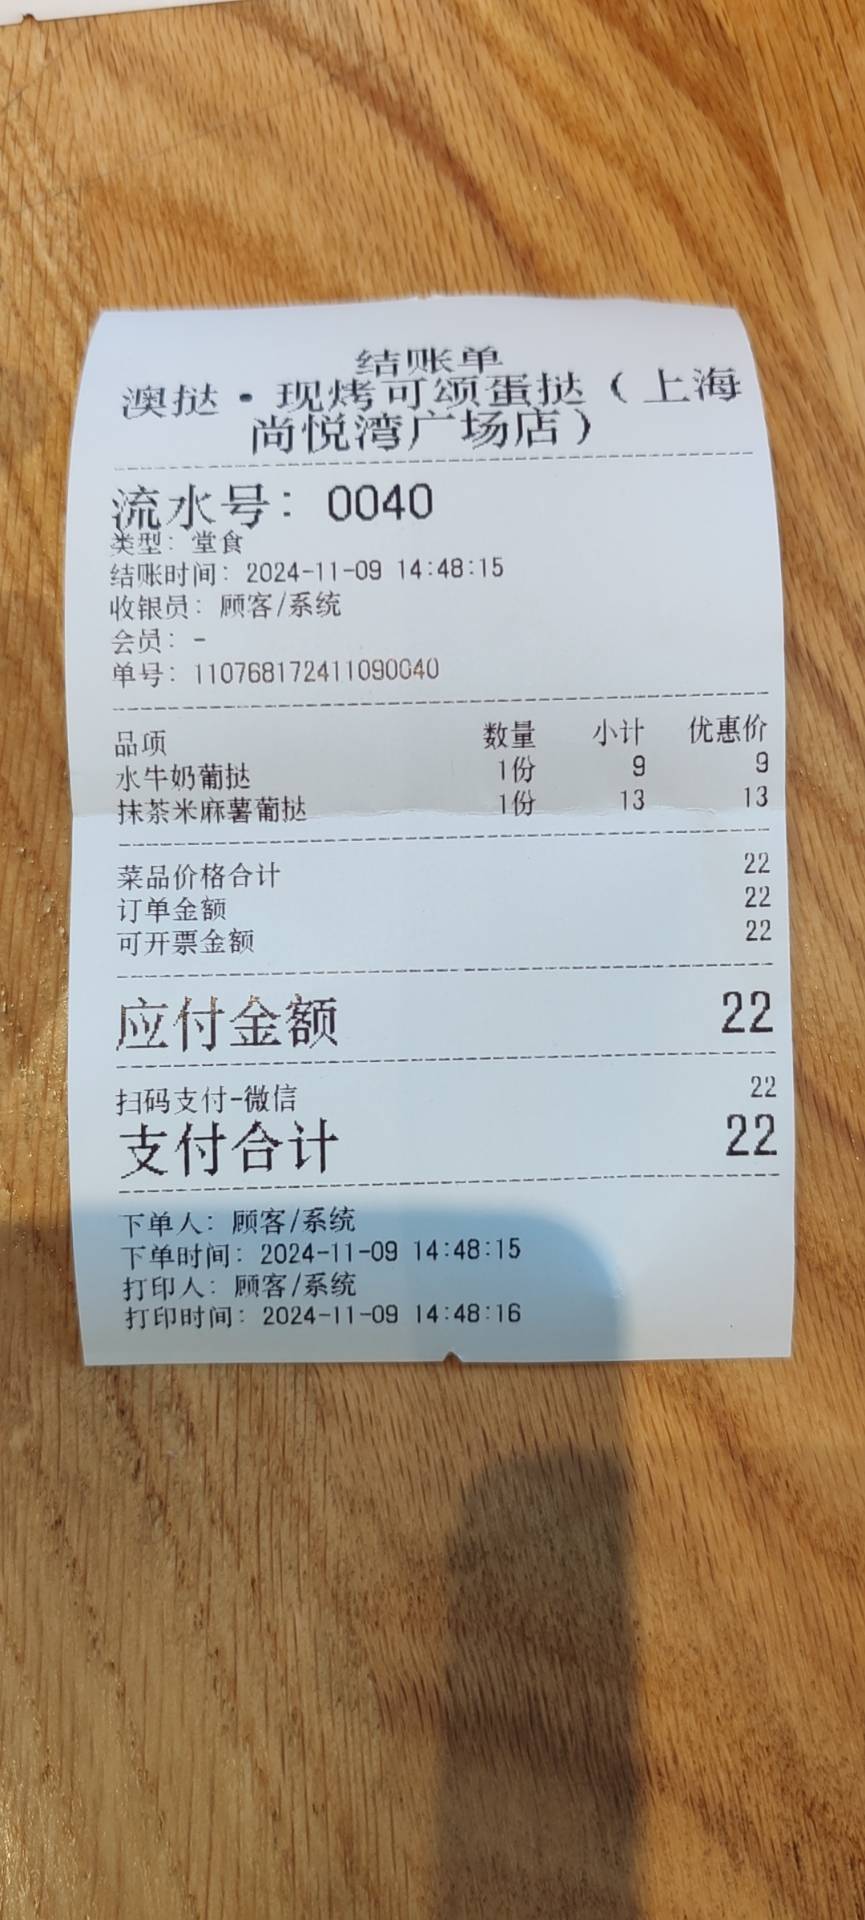 结账单
澳挞·现烤可颂蛋挞（上海
尚悦湾广场店）
流水号：0040
类型：堂食
结账时间：2024-11-09 14:48:15
收银员：顾客/系统
会员：-
单号：110768172411090040
品项 数量 小计 优惠价
水牛奶葡挞 1份 9 9
抹茶米麻薯葡挞 1份 13 13
菜品价格合计 22
订单金额 22
可开票金额 22
应付金额 22
扫码支付-微信 22
支付合计 22
下单人：顾客/系统
下单时间：2024-11-09 14:48:15
打印人：顾客/系统
打印时间：2024-11-09 14:48:16